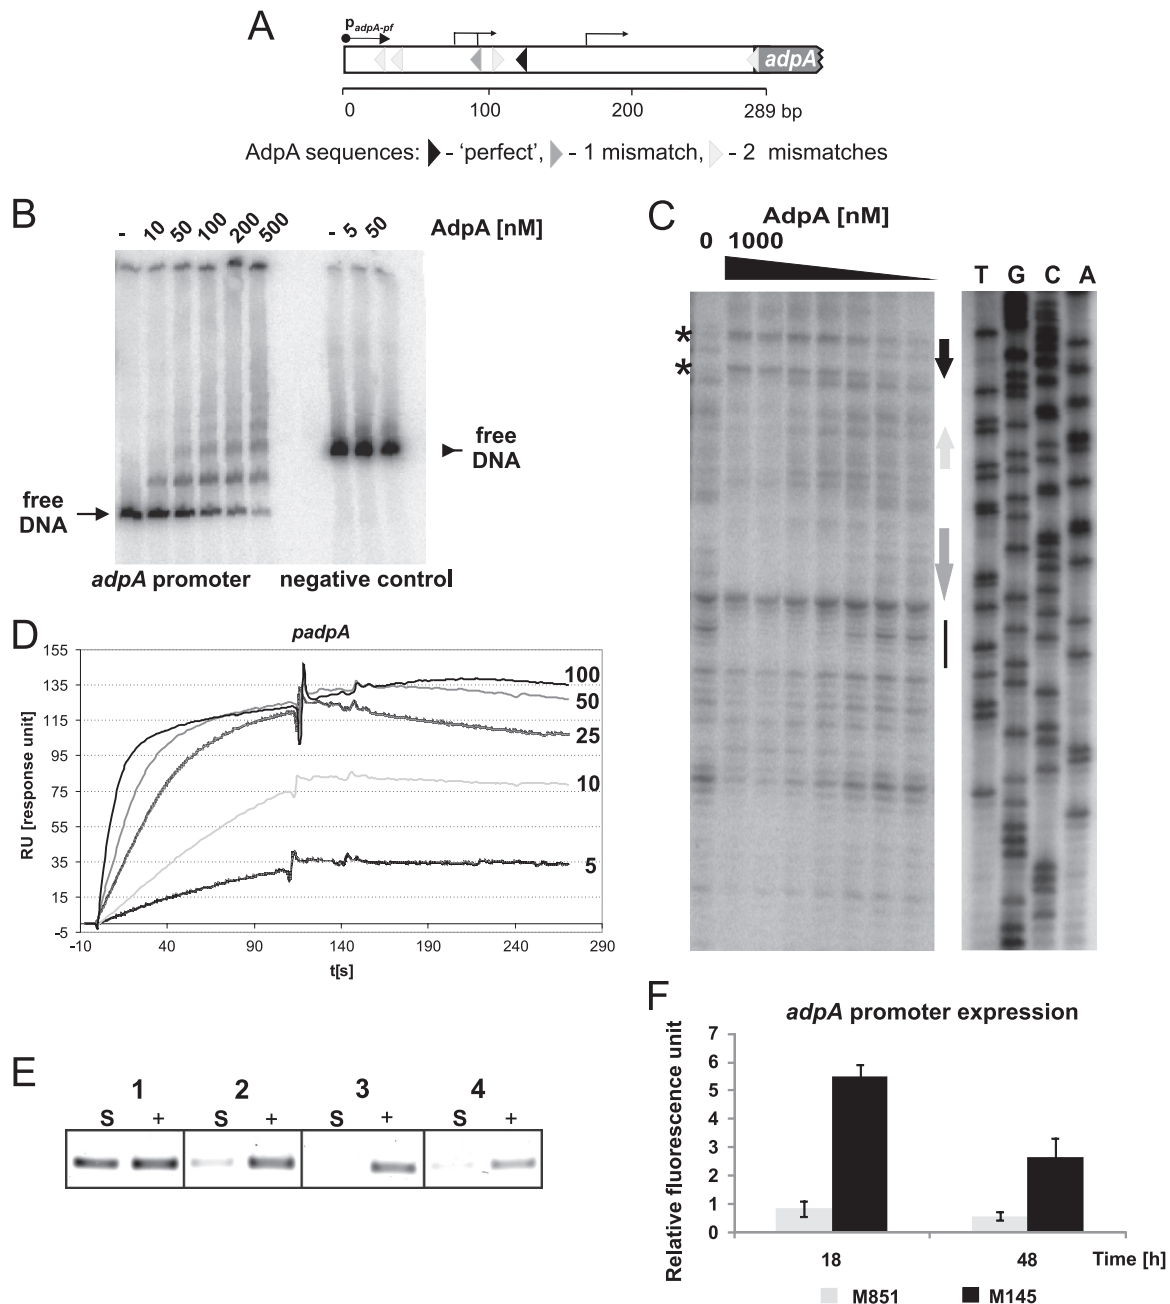 A
padpA-pf
adpA
0 100 200 289 bp
AdpA sequences: - 'perfect', - 1 mismatch, - 2 mismatches
B
- 10 50 100 200 500 - 5 50 AdpA [nM]
free DNA
free DNA
adpA promoter negative control
C
AdpA [nM]
0 1000
T G C A
*
*
D
padpA
RU [response unit]
155
135
115
95
75
55
35
15
-5
100
50
25
10
5
-10 40 90 140 190 240 290
t[s]
E
1 2 3 4
S + S + S + S +
F
adpA promoter expression
Relative fluorescence unit
7
6
5
4
3
2
1
0
18 48 Time [h]
M851 M145